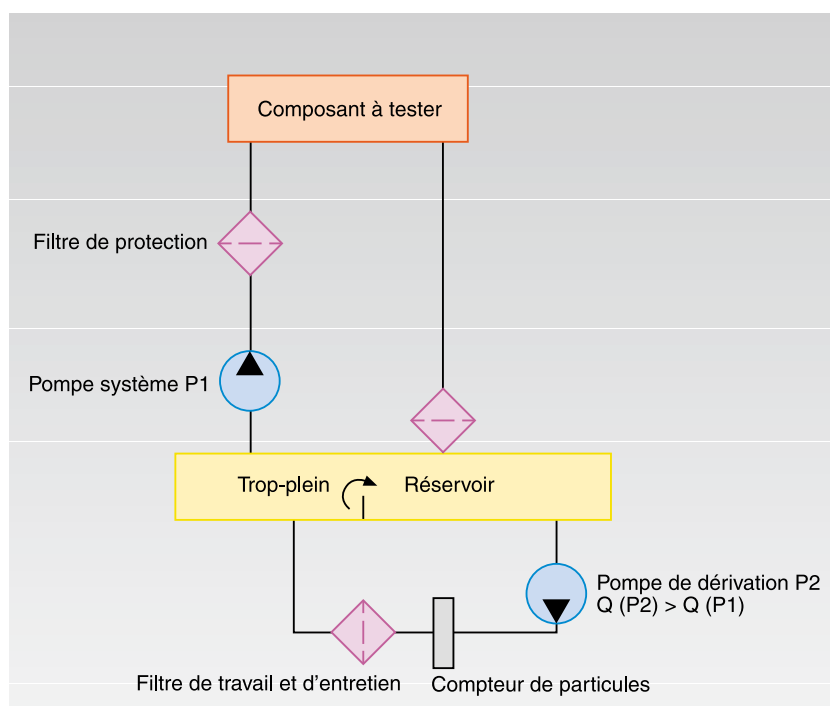 Composant à tester
Filtre de protection
Pompe système P1
Trop-plein
Réservoir
Pompe de dérivation P2
Q (P2) > Q (P1)
Filtre de travail et d’entretien
Compteur de particules